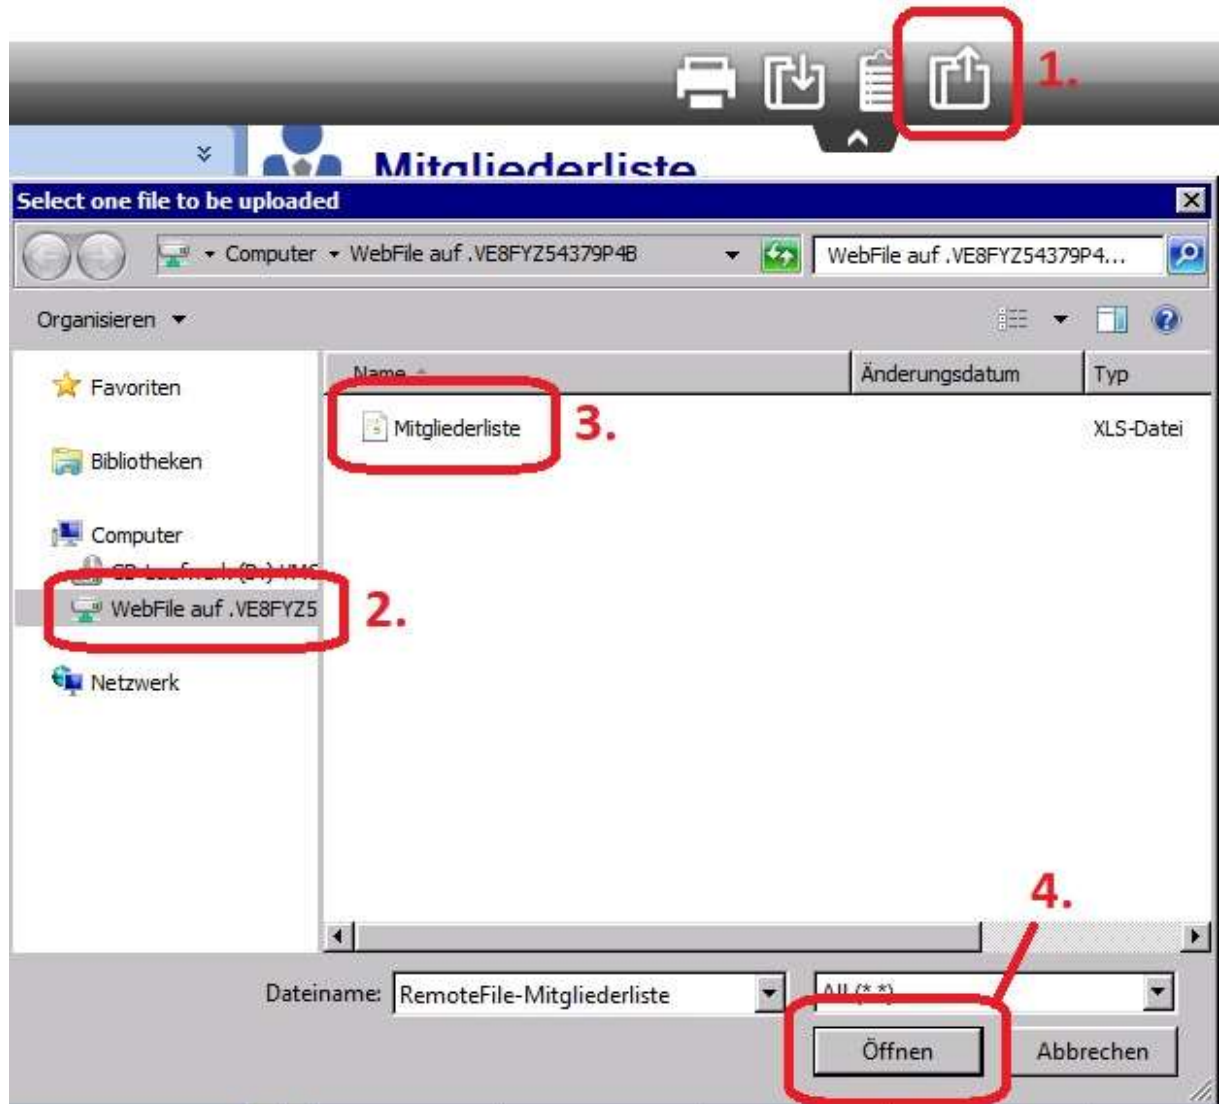 1.
Mitgliederliste
Select one file to be uploaded
Computer WebFile auf .VE8FYZ54379P4B WebFile auf .VE8FYZ54379P4...
Organisieren
Name Änderungsdatum Typ
Favoriten
Mitgliederliste 3. XLS-Datei
Bibliotheken
Computer
WebFile auf .VE8FYZ5 2.
Netzwerk
4.
Dateiname: RemoteFile-Mitgliederliste All (*.*)
Öffnen Abbrechen